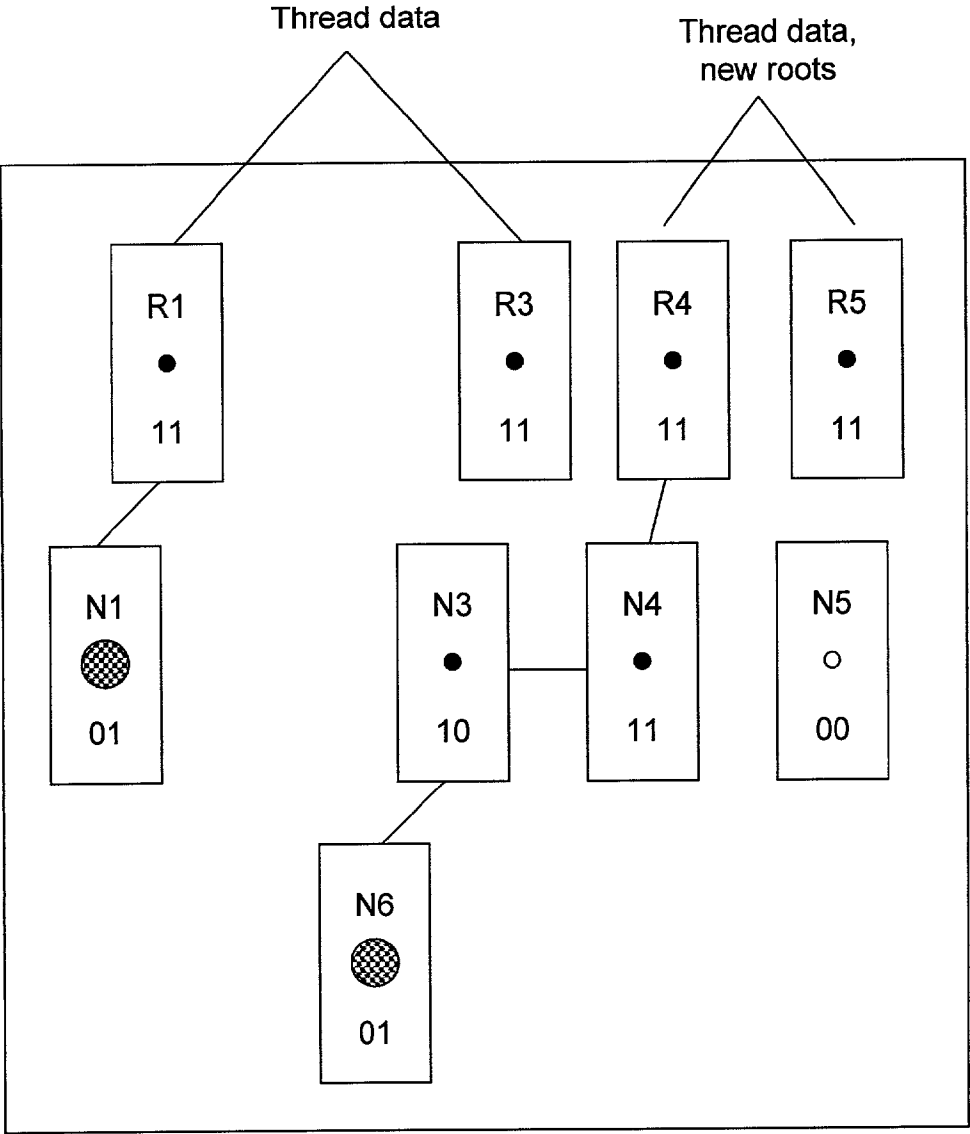 Thread data
Thread data,
new roots
R1
11
R3
11
R4
11
R5
11
N1
01
N3
10
N4
11
N5
00
N6
01